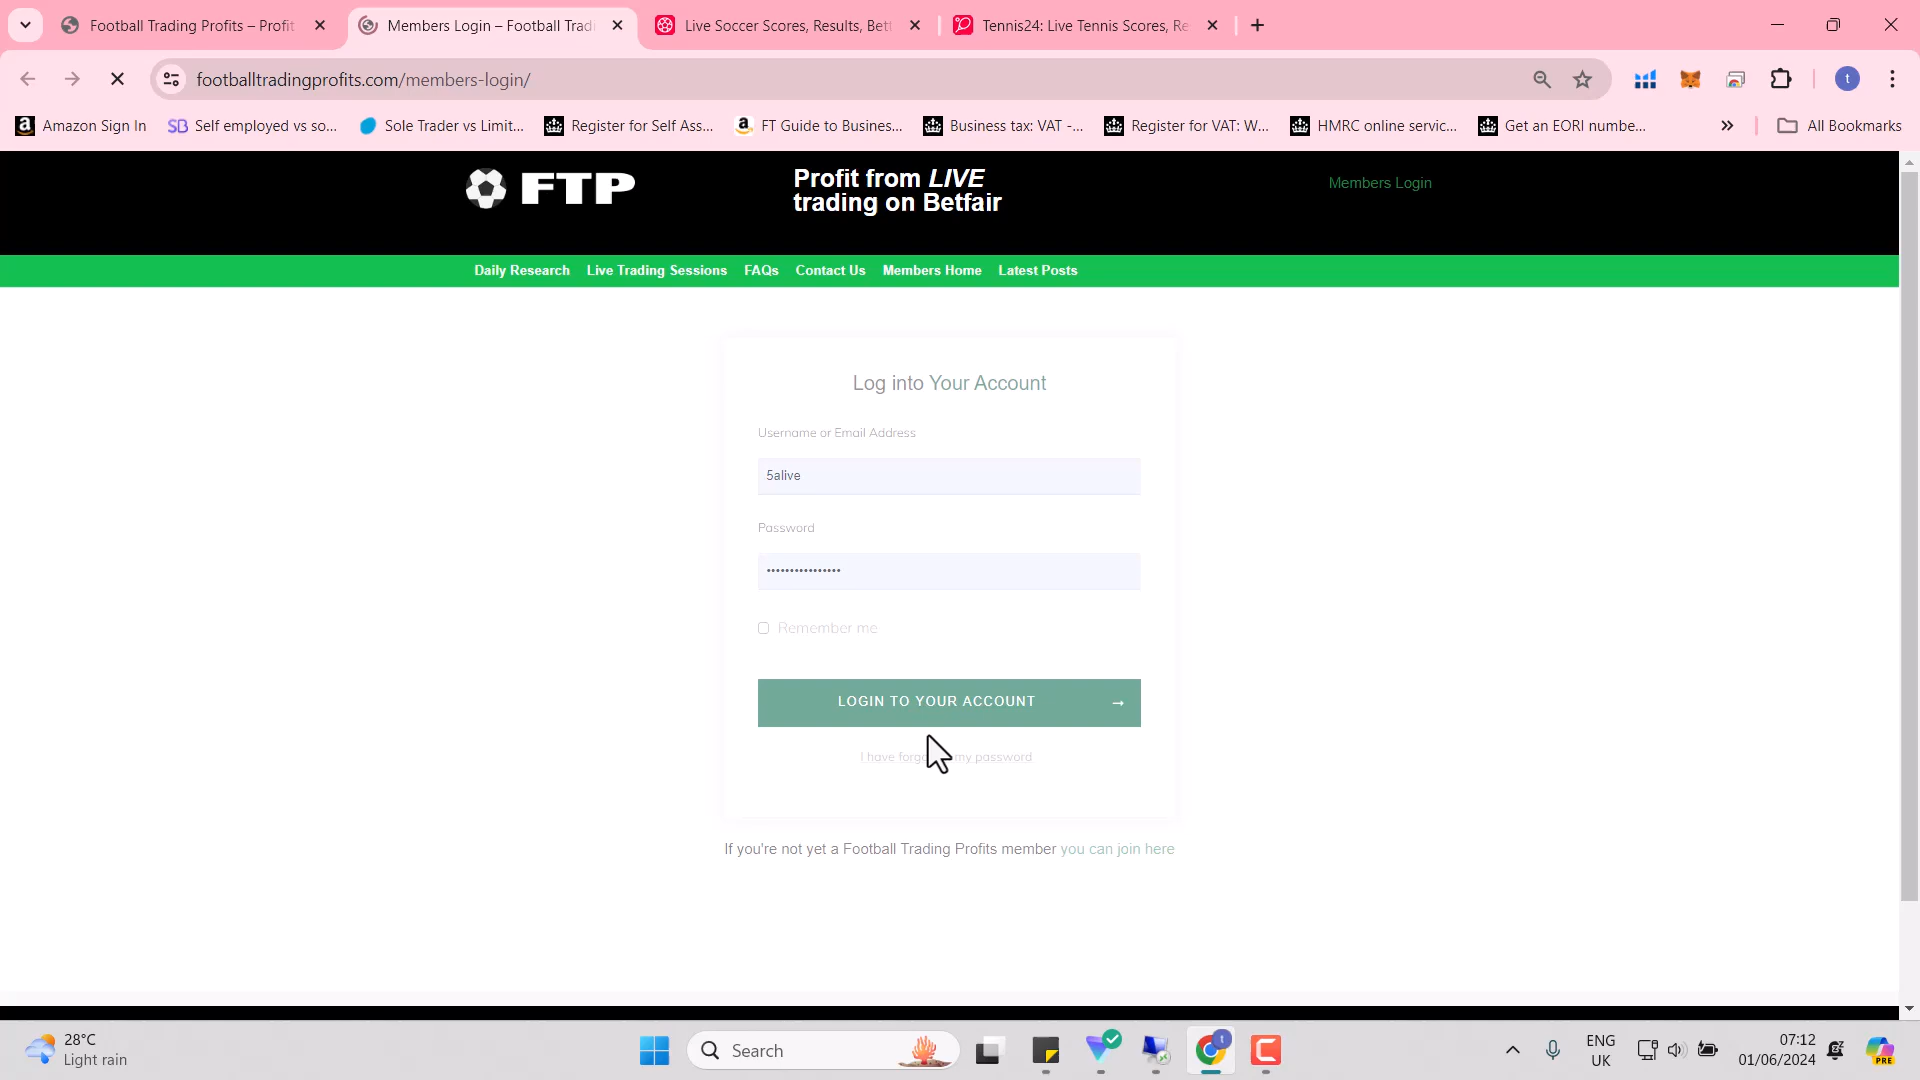 Football Trading Profits – Profit
Members Login – Football Tradi
Live Soccer Scores, Results, Bett
Tennis24: Live Tennis Scores, Re
footballtradingprofits.com/members-login/
t
Amazon Sign In
SB Self employed vs so...
Sole Trader vs Limit...
Register for Self Ass...
FT Guide to Busines...
Business tax: VAT -...
Register for VAT: W...
HMRC online servic...
Get an EORI numbe...
All Bookmarks
FTP
Profit from LIVE
trading on Betfair
Members Login
Daily Research Live Trading Sessions FAQs Contact Us Members Home Latest Posts
Log into Your Account
Username or Email Address
5alive
Password
••••••••••••••••
Remember me
LOGIN TO YOUR ACCOUNT →
I have my password
If you're not yet a Football Trading Profits member you can join here
28°C
Light rain
Search
ENG
UK
07:12
01/06/2024
PRE